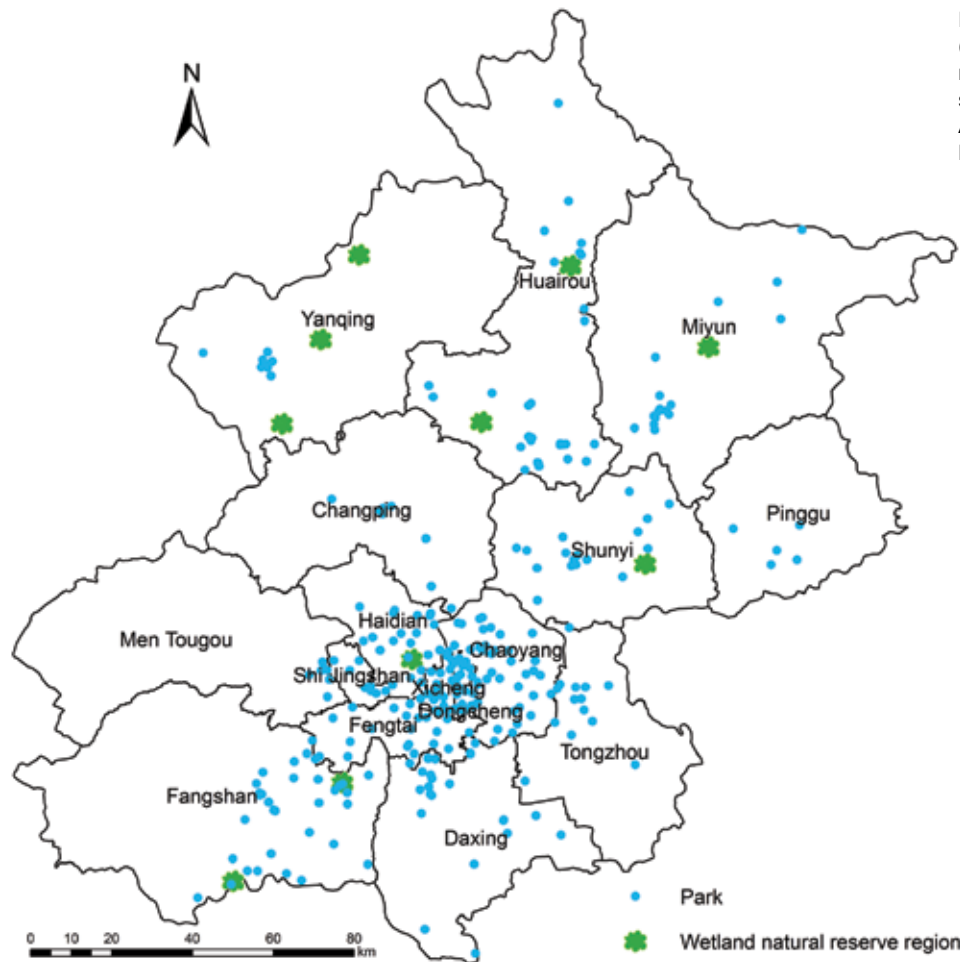 N
Huairou
Yanqing
Miyun
Changping
Pinggu
Shunyi
Haidian
Men Tougou
Chaoyang
Shi Jingshan
Xicheng
Dongsheng
Fengtai
Tongzhou
Fangshan
Daxing
Park
0 10 20 40 60 80
km
Wetland natural reserve region